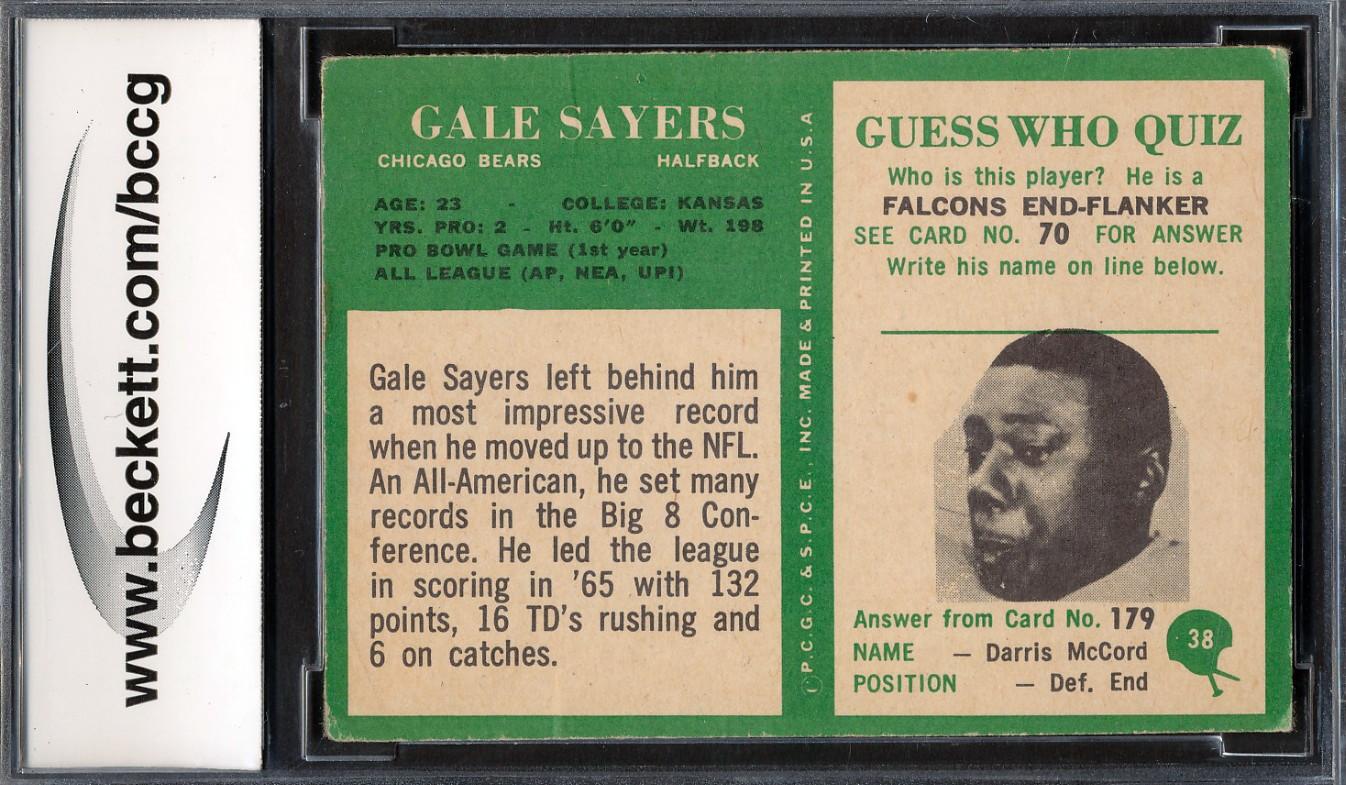 www.beckett.com/bccg
GALE SAYERS
CHICAGO BEARS HALFBACK
AGE: 23 - COLLEGE: KANSAS
YRS. PRO: 2 - Ht. 6'0" - Wt. 198
PRO BOWL GAME (1st year)
ALL LEAGUE (AP, NEA, UPI)
Gale Sayers left behind him
a most impressive record
when he moved up to the NFL.
An All-American, he set many
records in the Big 8 Con-
ference. He led the league
in scoring in '65 with 132
points, 16 TD's rushing and
6 on catches.
Ⓒ P.C.G.C. & S.P.C.E., INC. MADE & PRINTED IN U.S.A
GUESS WHO QUIZ
Who is this player? He is a
FALCONS END-FLANKER
SEE CARD NO. 70 FOR ANSWER
Write his name on line below.
Answer from Card No. 179
NAME — Darris McCord
POSITION — Def. End
38